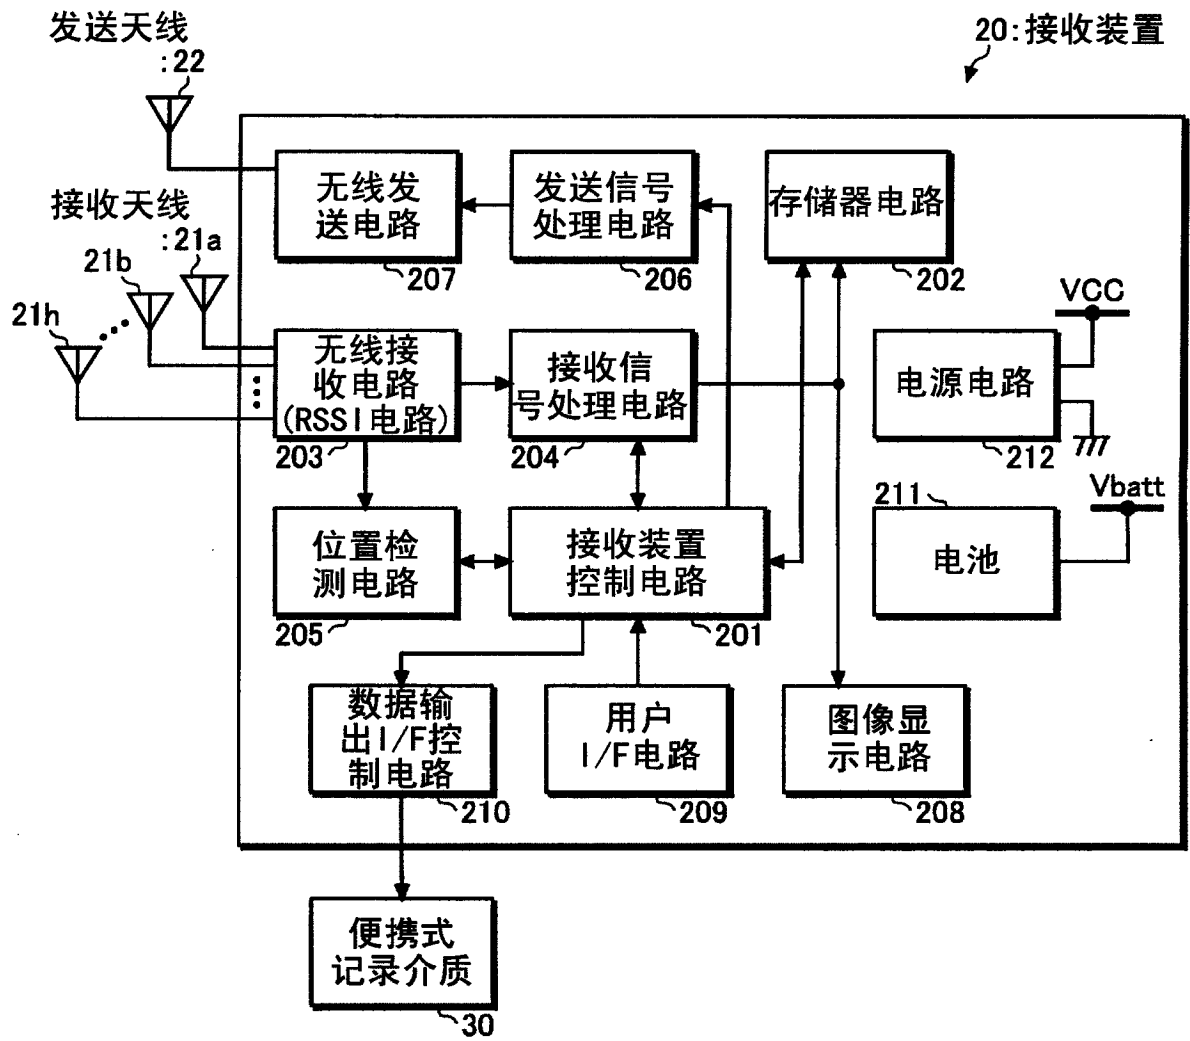 发送天线
:22
20:接收装置
无线发
送电路
207
发送信号
处理电路
206
存储器电路
202
接收天线
:21a
21b
21h
无线接
收电路
(RSSI电路)
203
接收信
号处理电路
204
VCC
电源电路
212
位置检
测电路
205
接收装置
控制电路
201
211
Vbatt
电池
数据输
出I/F控
制电路
210
用户
I/F电路
209
图像显
示电路
208
便携式
记录介质
30